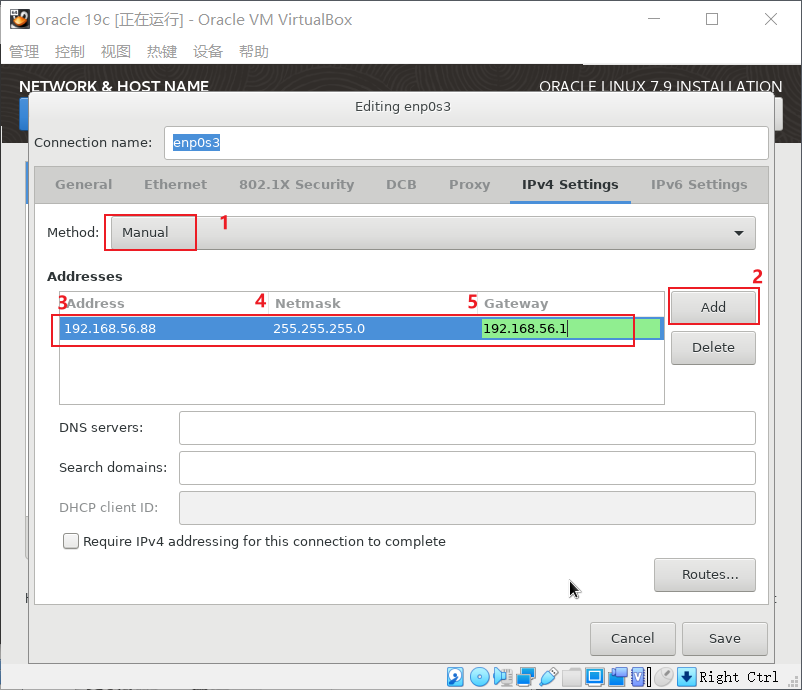 oracle 19c [正在运行] - Oracle VM VirtualBox
管理 控制 视图 热键 设备 帮助
NETWORK & HOST NAME ORACLE LINUX 7.9 INSTALLATION
Editing enp0s3
Connection name: enp0s3
General Ethernet 802.1X Security DCB Proxy IPv4 Settings IPv6 Settings
Method: Manual 1
Addresses 2
3 Address 4 Netmask 5 Gateway Add
192.168.56.88 255.255.255.0 192.168.56.1
Delete
DNS servers:
Search domains:
DHCP client ID:
Require IPv4 addressing for this connection to complete
Routes...
Cancel Save
Right Ctrl